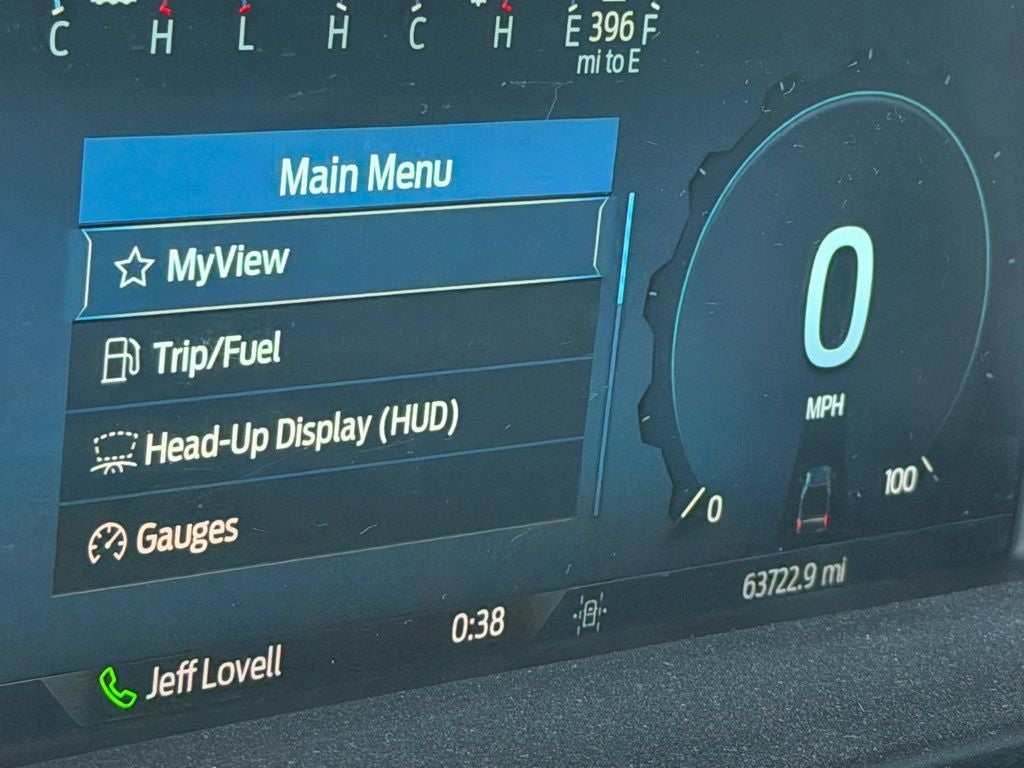 C H L H C H E 396 F
mi to E
Main Menu
MyView
Trip/Fuel
Head-Up Display (HUD)
Gauges
0
MPH
0 100
63722.9 mi
0:38
Jeff Lovell